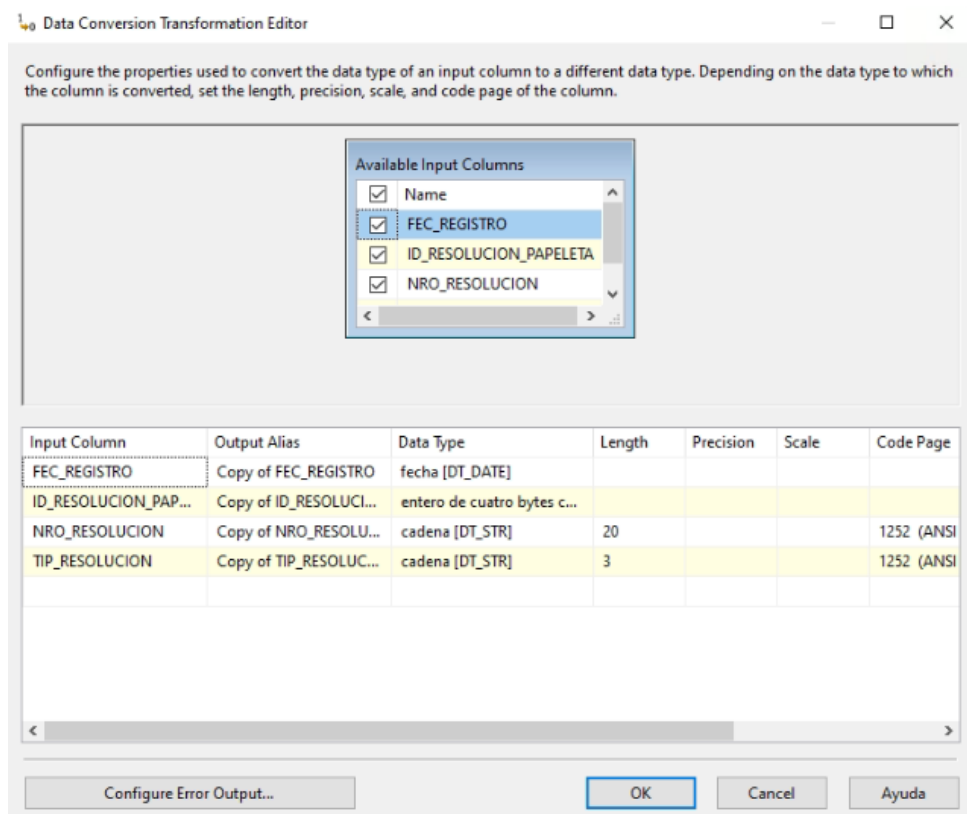 Data Conversion Transformation Editor
Configure the properties used to convert the data type of an input column to a different data type. Depending on the data type to which
the column is converted, set the length, precision, scale, and code page of the column.
Available Input Columns
Name
FEC_REGISTRO
ID_RESOLUCION_PAPELETA
NRO_RESOLUCION
Input Column Output Alias Data Type Length Precision Scale Code Page
FEC_REGISTRO Copy of FEC_REGISTRO fecha [DT_DATE]
ID_RESOLUCION_PAP... Copy of ID_RESOLUCI... entero de cuatro bytes c...
NRO_RESOLUCION Copy of NRO_RESOLU... cadena [DT_STR] 20 1252 (ANSI
TIP_RESOLUCION Copy of TIP_RESOLUC... cadena [DT_STR] 3 1252 (ANSI
Configure Error Output... OK Cancel Ayuda